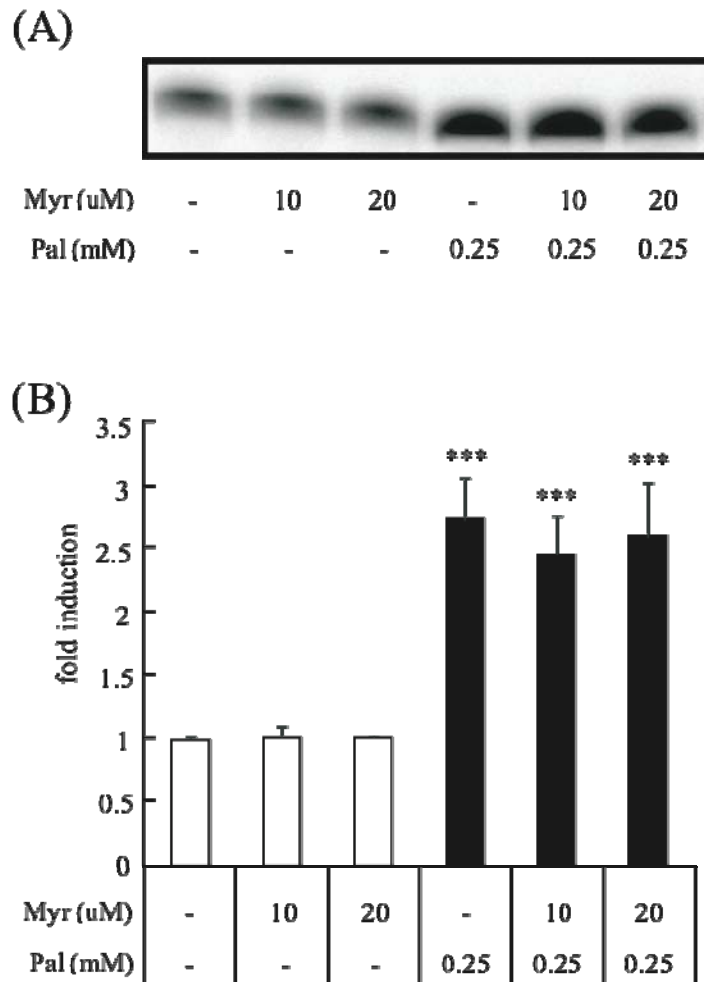 (A)
Myr (uM) - 10 20 - 10 20
Pal (mM) - - - 0.25 0.25 0.25
(B)
fold induction
3.5
3
2.5
2
1.5
1
0.5
0
*** *** ***
Myr (uM) - 10 20 - 10 20
Pal (mM) - - - 0.25 0.25 0.25